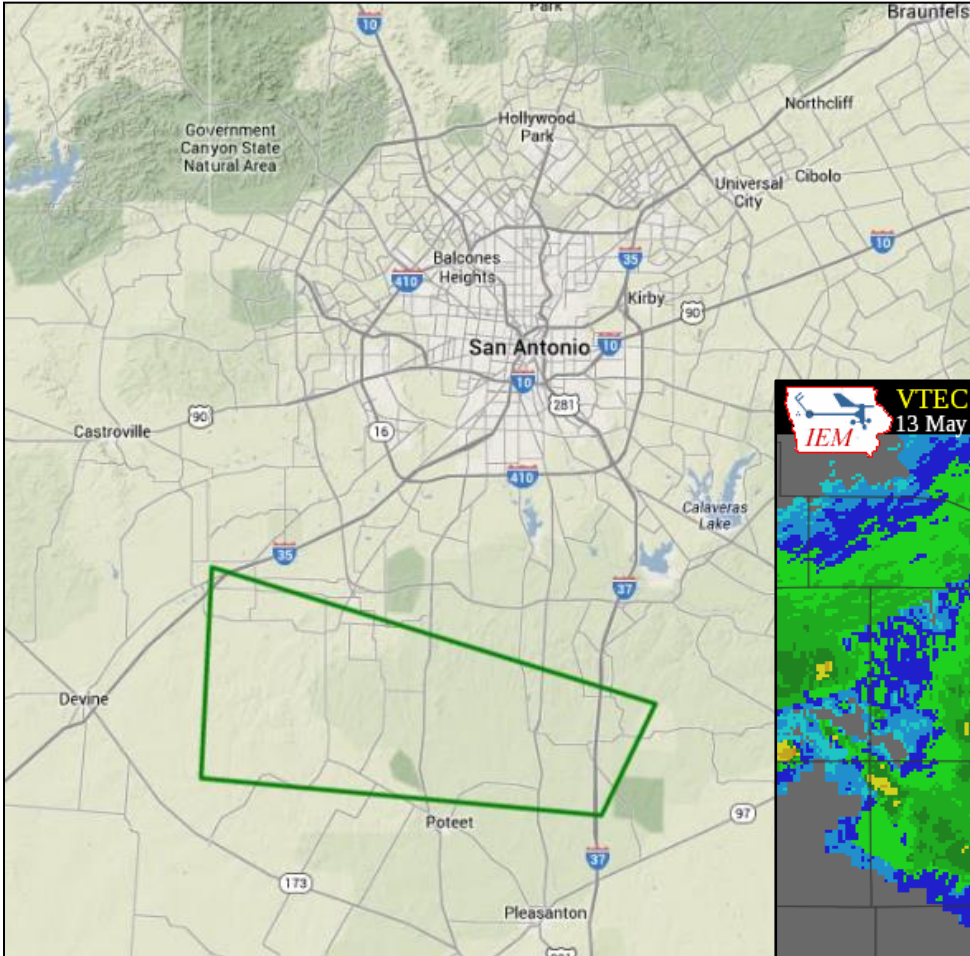 Park
Braunfels
10
Northcliff
Hollywood
Park
Government
Canyon State
Natural Area
Universal
City
Cibolo
10
Balcones
Heights
35
410
Kirby
90
San Antonio
10
10
281
90
16
Castroville
VTEC
13 May
IEM
410
Calaveras
Lake
35
37
Devine
97
Poteet
37
173
Pleasanton